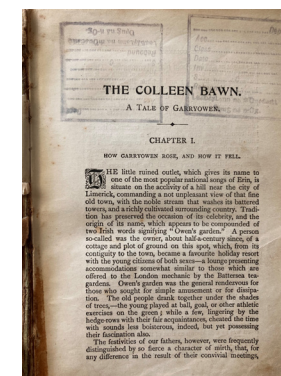 THE COLLEEN BAWN.
A TALE OF GARRYOWEN.
CHAPTER I.
HOW GARRYOWEN ROSE, AND HOW IT FELL.
THE little ruined outlet, which gives its name to
one of the most popular national songs of Erin, is
situate on the acclivity of a hill near the city of
Limerick, commanding a not unpleasant view of that fine
old town, with the noble stream that washes its battered
towers, and a richly cultivated surrounding country. Tradi-
tion has preserved the occasion of its celebrity, and the
origin of its name, which appears to be compounded of
two Irish words signifying "Owen's garden." A person
so-called was the owner, about half-a-century since, of a
cottage and plot of ground on this spot, which, from its
contiguity to the town, became a favourite holiday resort
with the young citizens of both sexes—a lounge presenting
accommodations somewhat similar to those which are
offered to the London mechanic by the Battersea tea-
gardens. Owen's garden was the general rendezvous for
those who sought for simple amusement or for dissipa-
tion. The old people drank together under the shades
of trees,—the young played at ball, goal, or other athletic
exercises on the green; while a few, lingering by the
hedge-rows with their fair acquaintances, cheated the time
with sounds less boisterous, indeed, but yet possessing
their fascination also.
The festivities of our fathers, however, were frequently
distinguished by so fierce a character of mirth, that, for
any difference in the result of their convivial meetings,